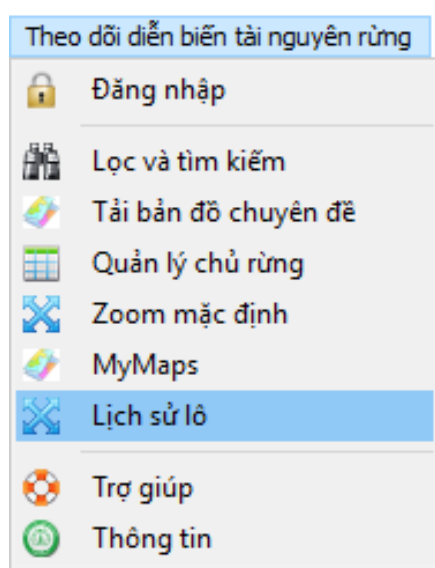 Theo dõi diễn biến tài nguyên rừng
Đăng nhập
Lọc và tìm kiếm
Tải bản đồ chuyên đề
Quản lý chủ rừng
Zoom mặc định
MyMaps
Lịch sử lô
Trợ giúp
Thông tin